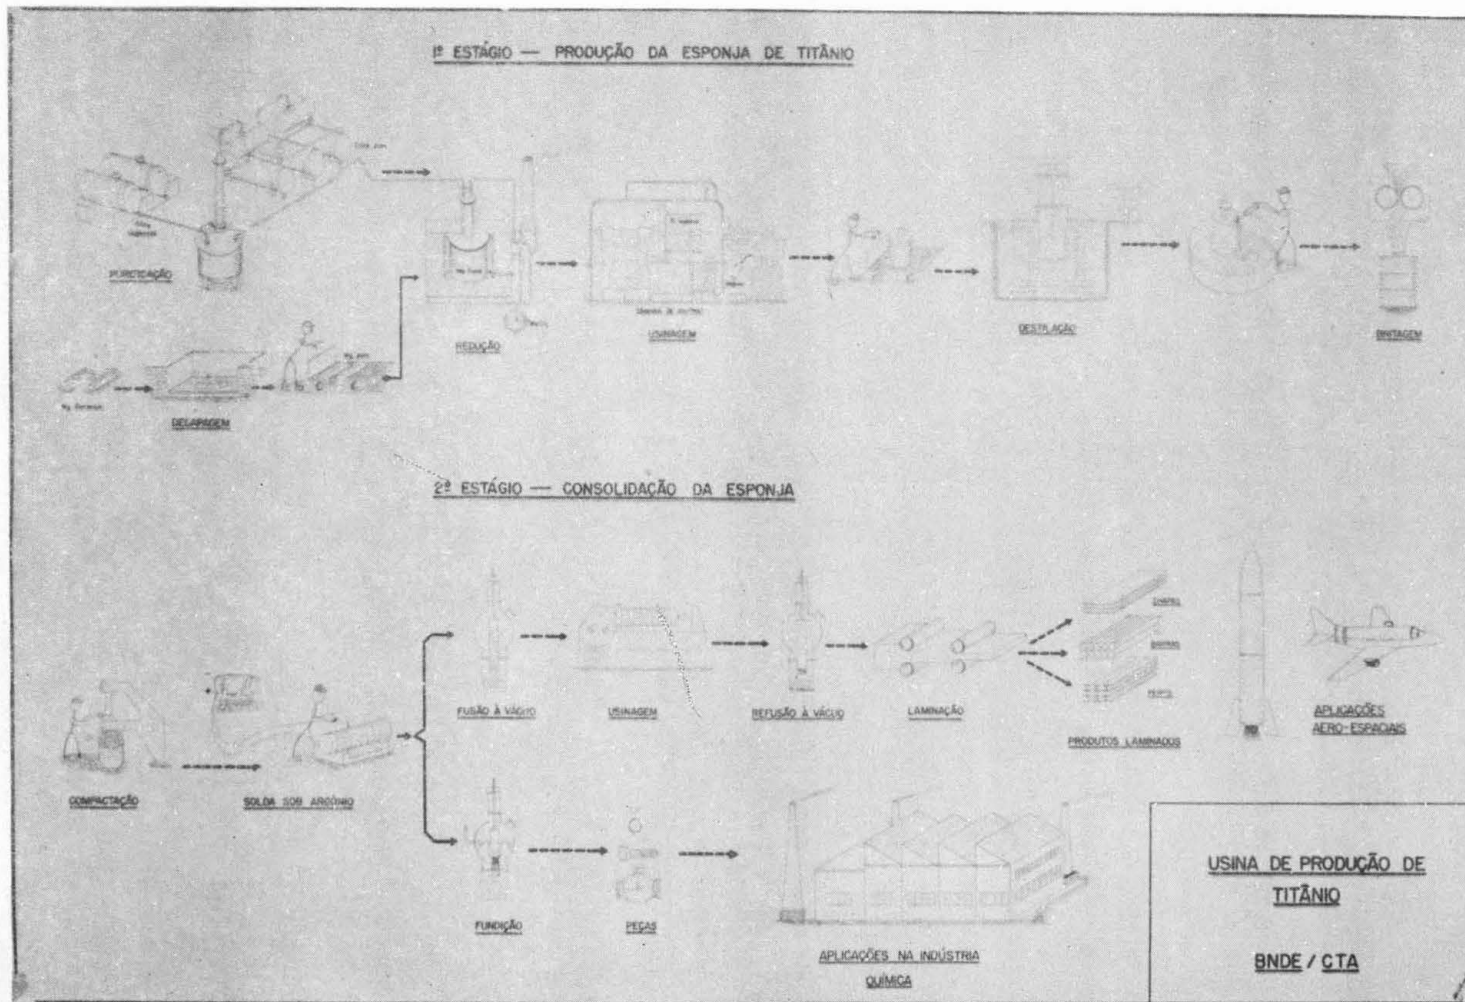 1º ESTÁGIO — PRODUÇÃO DA ESPONJA DE TITÂNIO
PURIFICAÇÃO
REDUÇÃO
USINAGEM
DESTILAÇÃO
BRITAGEM
DECAPAGEM
2º ESTÁGIO — CONSOLIDAÇÃO DA ESPONJA
COMPACTAÇÃO
SOLDA SOB ARGÔNIO
FUSÃO À VÁCUO
USINAGEM
REFUSÃO À VÁCUO
LAMINAÇÃO
CHAPAS
BARRAS
PERFIS
PRODUTOS LAMINADOS
APLICAÇÕES
AERO-ESPACIAIS
FUNDIÇÃO
PEÇAS
APLICAÇÕES NA INDÚSTRIA
QUÍMICA
USINA DE PRODUÇÃO DE
TITÂNIO
BNDE / CTA